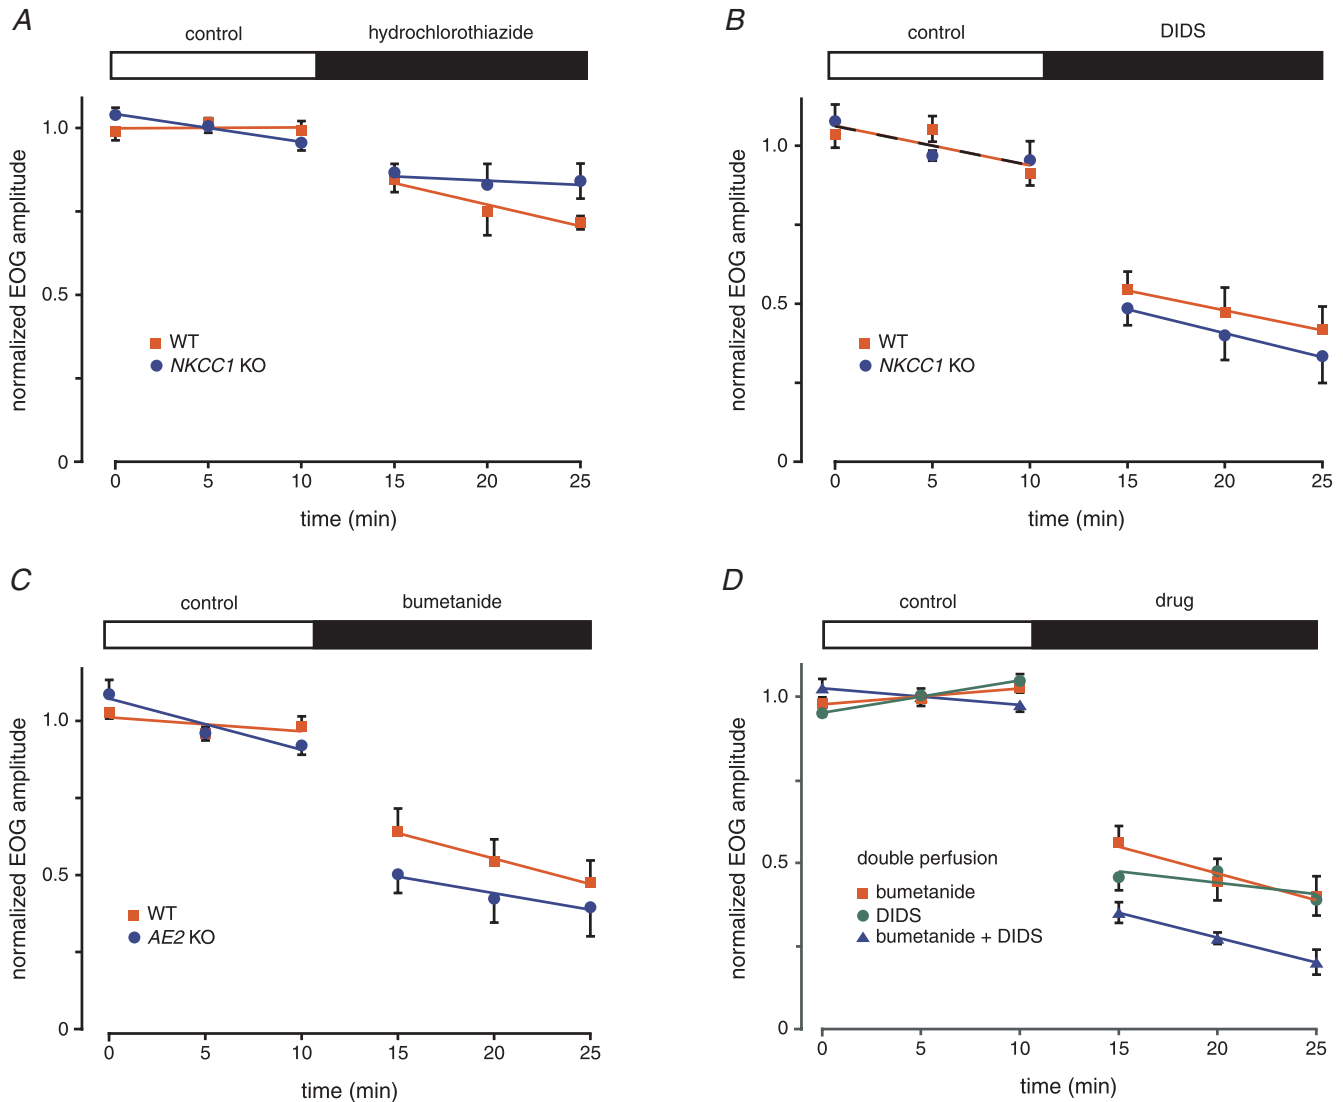 A
control
hydrochlorothiazide
normalized EOG amplitude
1.0
0.5
0
WT
NKCC1 KO
0 5 10 15 20 25
time (min)
B
control
DIDS
normalized EOG amplitude
1.0
0.5
0
WT
NKCC1 KO
0 5 10 15 20 25
time (min)
C
control
bumetanide
normalized EOG amplitude
1.0
0.5
0
WT
AE2 KO
0 5 10 15 20 25
time (min)
D
control
drug
normalized EOG amplitude
1.0
0.5
0
double perfusion
bumetanide
DIDS
bumetanide + DIDS
0 5 10 15 20 25
time (min)